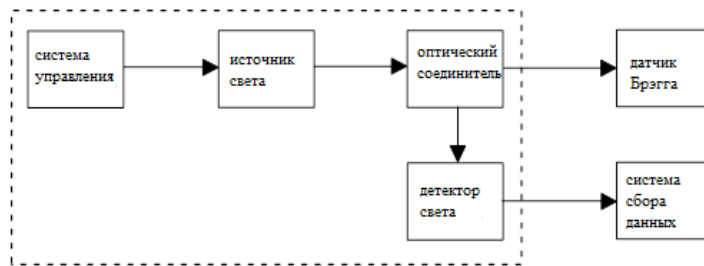 система
управления
источник
света
оптический
соединитель
датчик
Брэгга
детектор
света
система
сбора
данных